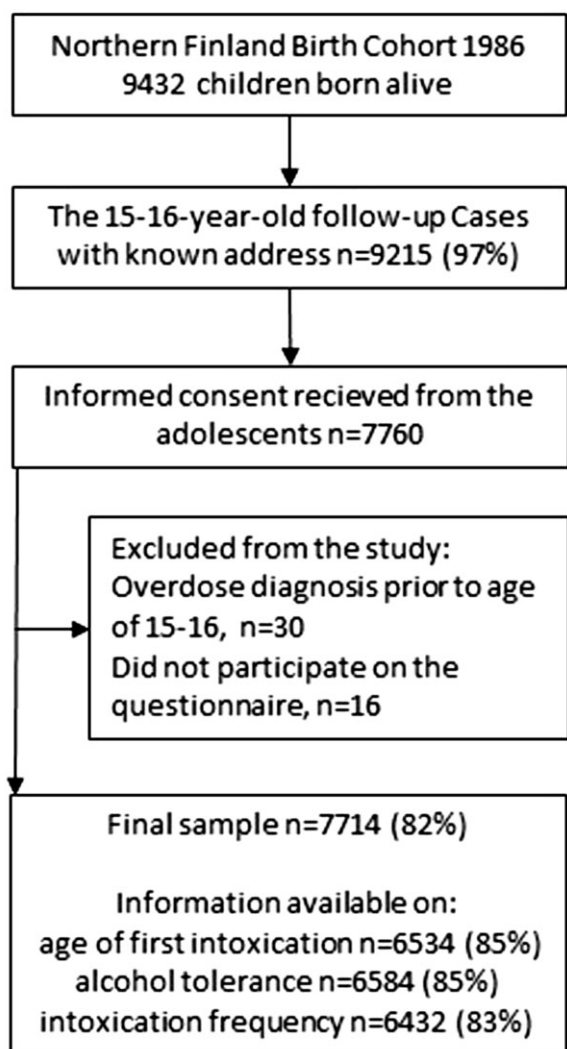 Northern Finland Birth Cohort 1986
9432 children born alive
The 15-16-year-old follow-up Cases
with known address n=9215 (97%)
Informed consent recieved from the
adolescents n=7760
Excluded from the study:
Overdose diagnosis prior to age
of 15-16, n=30
Did not participate on the
questionnaire, n=16
Final sample n=7714 (82%)
Information available on:
age of first intoxication n=6534 (85%)
alcohol tolerance n=6584 (85%)
intoxication frequency n=6432 (83%)